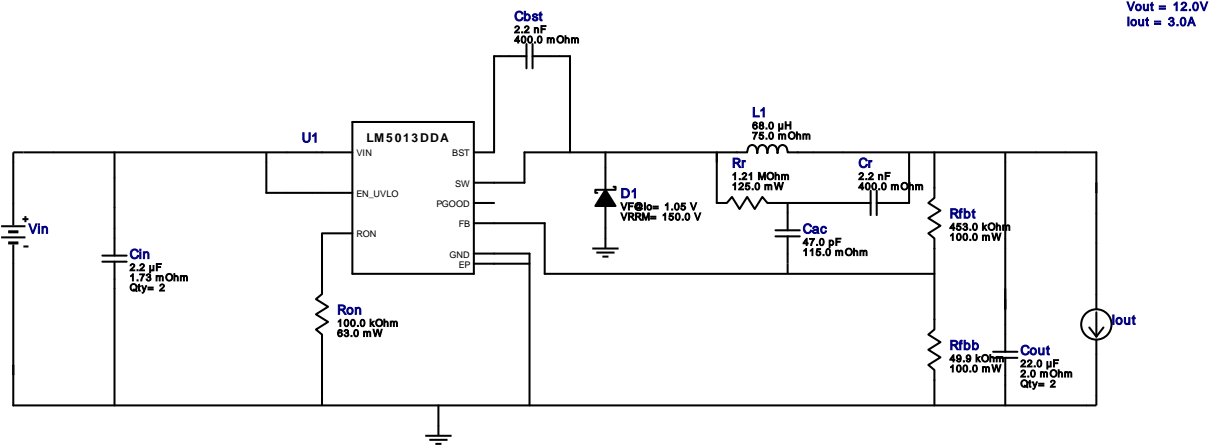 Vout = 12.0V
Iout = 3.0A
Cbst
2.2 nF
400.0 mOhm
U1
LM5013DDA
VIN
EN_UVLO
RON
BST
SW
PGOOD
FB
GND
EP
L1
68.0 µH
75.0 mOhm
Rr
1.21 MOhm
125.0 mW
Cr
2.2 nF
400.0 mOhm
D1
VF@Io= 1.05 V
VRRM= 150.0 V
Cac
47.0 pF
115.0 mOhm
Rfbt
453.0 kOhm
100.0 mW
+
Vin
-
Cin
2.2 µF
1.73 mOhm
Qty= 2
Ron
100.0 kOhm
63.0 mW
Rfbb
49.9 kOhm
100.0 mW
Cout
22.0 µF
2.0 mOhm
Qty= 2
Iout